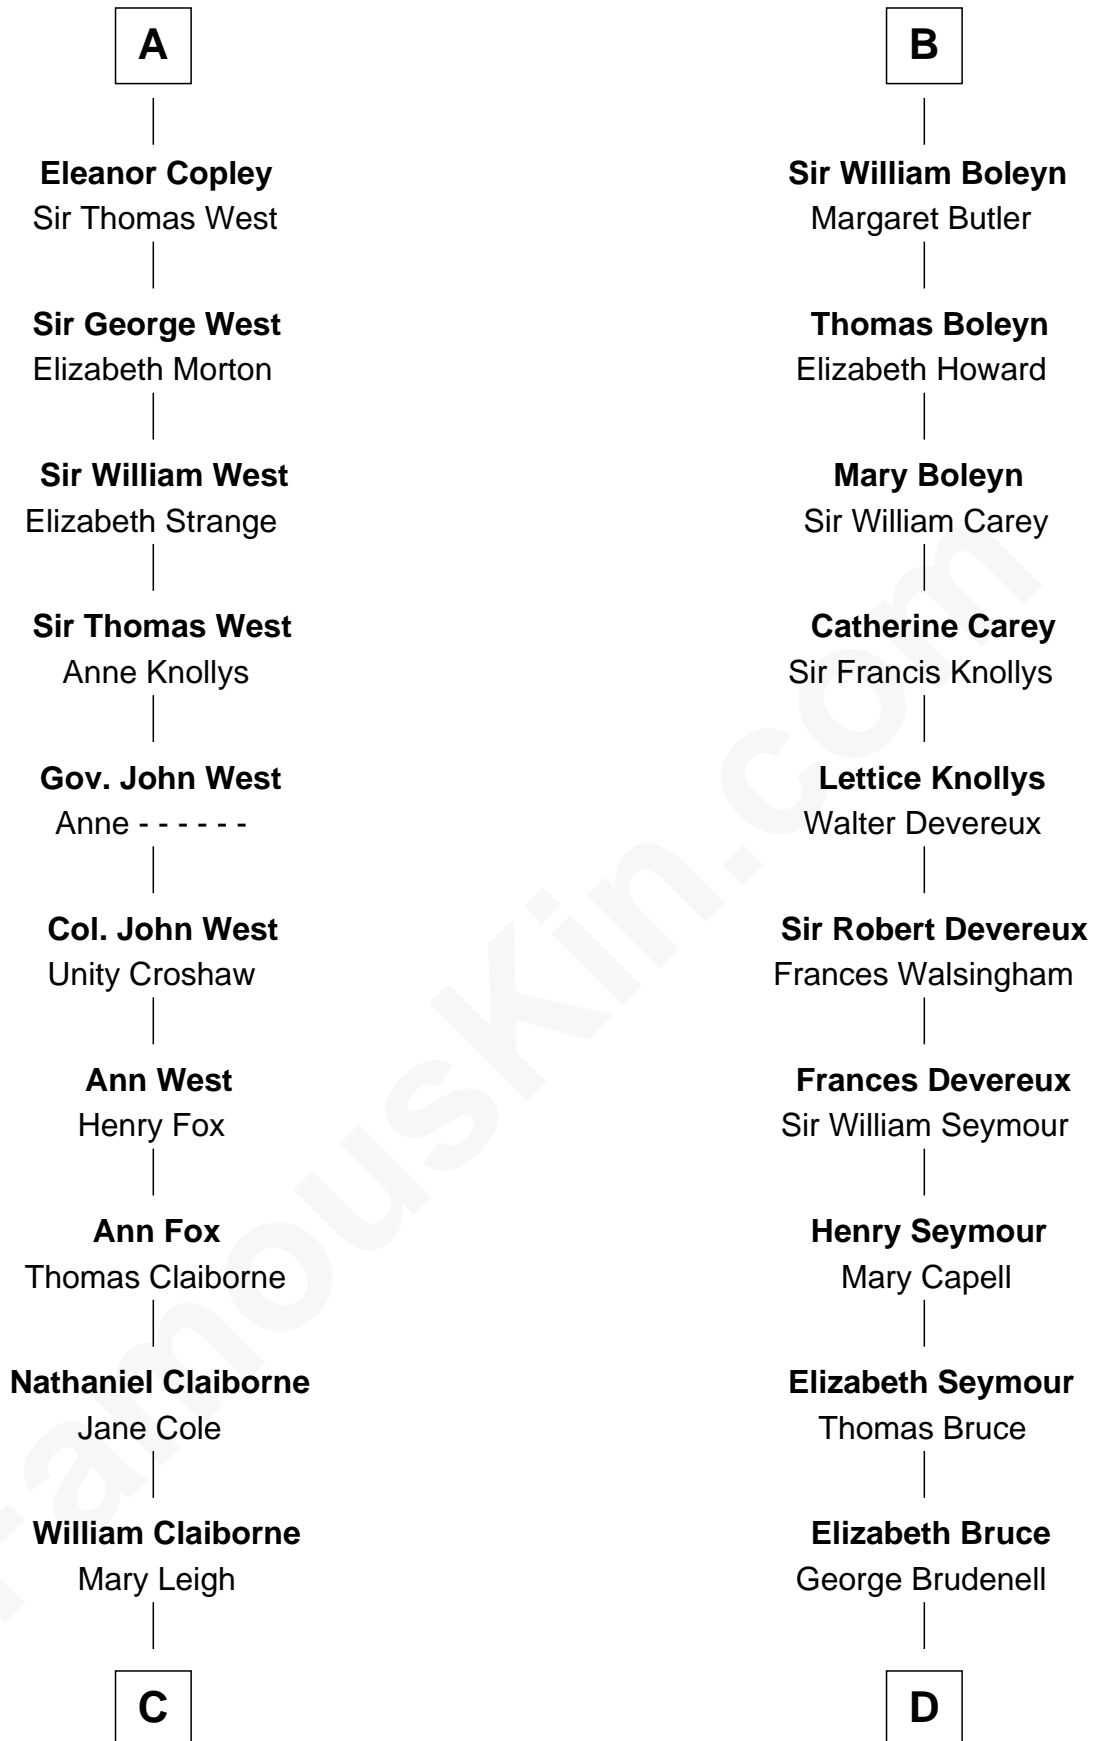 A
Eleanor Copley
Sir Thomas West
Sir George West
Elizabeth Morton
Sir William West
Elizabeth Strange
Sir Thomas West
Anne Knollys
Gov. John West
Anne - - - - - -
Col. John West
Unity Croshaw
Ann West
Henry Fox
Ann Fox
Thomas Claiborne
Nathaniel Claiborne
Jane Cole
William Claiborne
Mary Leigh
C
B
Sir William Boleyn
Margaret Butler
Thomas Boleyn
Elizabeth Howard
Mary Boleyn
Sir William Carey
Catherine Carey
Sir Francis Knollys
Lettice Knollys
Walter Devereux
Sir Robert Devereux
Frances Walsingham
Frances Devereux
Sir William Seymour
Henry Seymour
Mary Capell
Elizabeth Seymour
Thomas Bruce
Elizabeth Bruce
George Brudenell
D
FamousKin.com